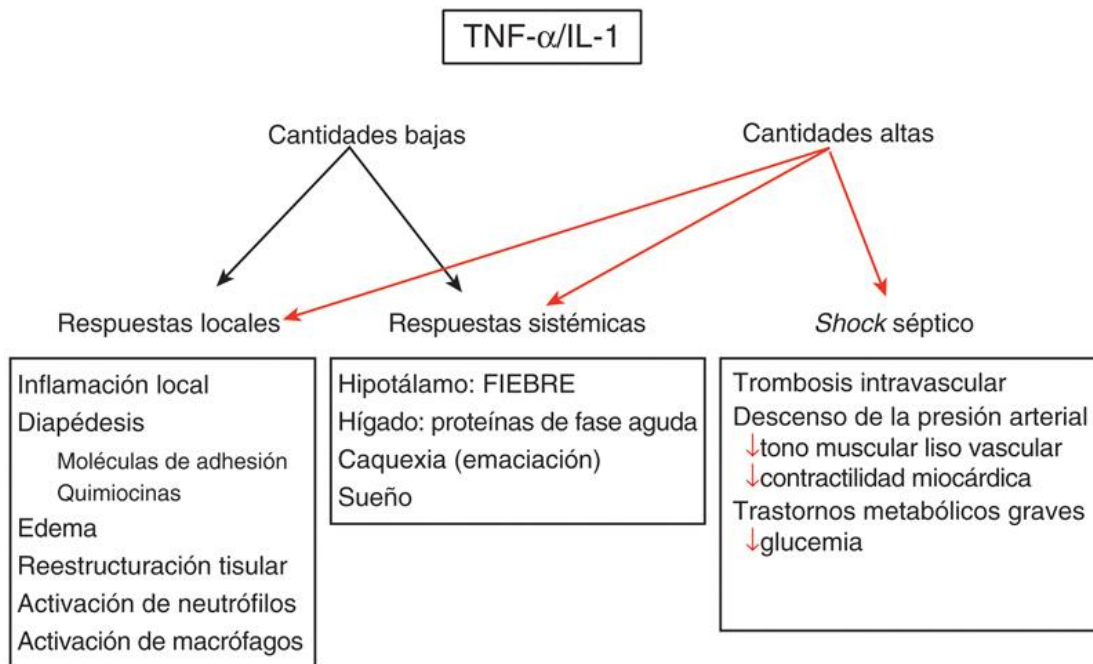 TNF-α/IL-1
Cantidades bajas
Cantidades altas
Respuestas locales
Respuestas sistémicas
Shock séptico
Inflamación local
Diapédesis
Moléculas de adhesión
Quimiocinas
Edema
Reestructuración tisular
Activación de neutrófilos
Activación de macrófagos
Hipotálamo: FIEBRE
Hígado: proteínas de fase aguda
Caquexia (emaciación)
Sueño
Trombosis intravascular
Descenso de la presión arterial
↓tono muscular liso vascular
↓contractilidad miocárdica
Trastornos metabólicos graves
↓glucemia